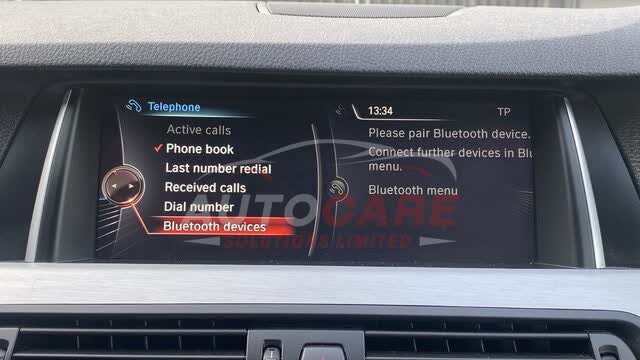 Telephone
Active calls
Phone book
Last number redial
Received calls
Dial number
Bluetooth devices
13:34 TP
Please pair Bluetooth device.
Connect further devices in Blu
menu.
Bluetooth menu
AUTOCARE
SOLUTIONS LIMITED